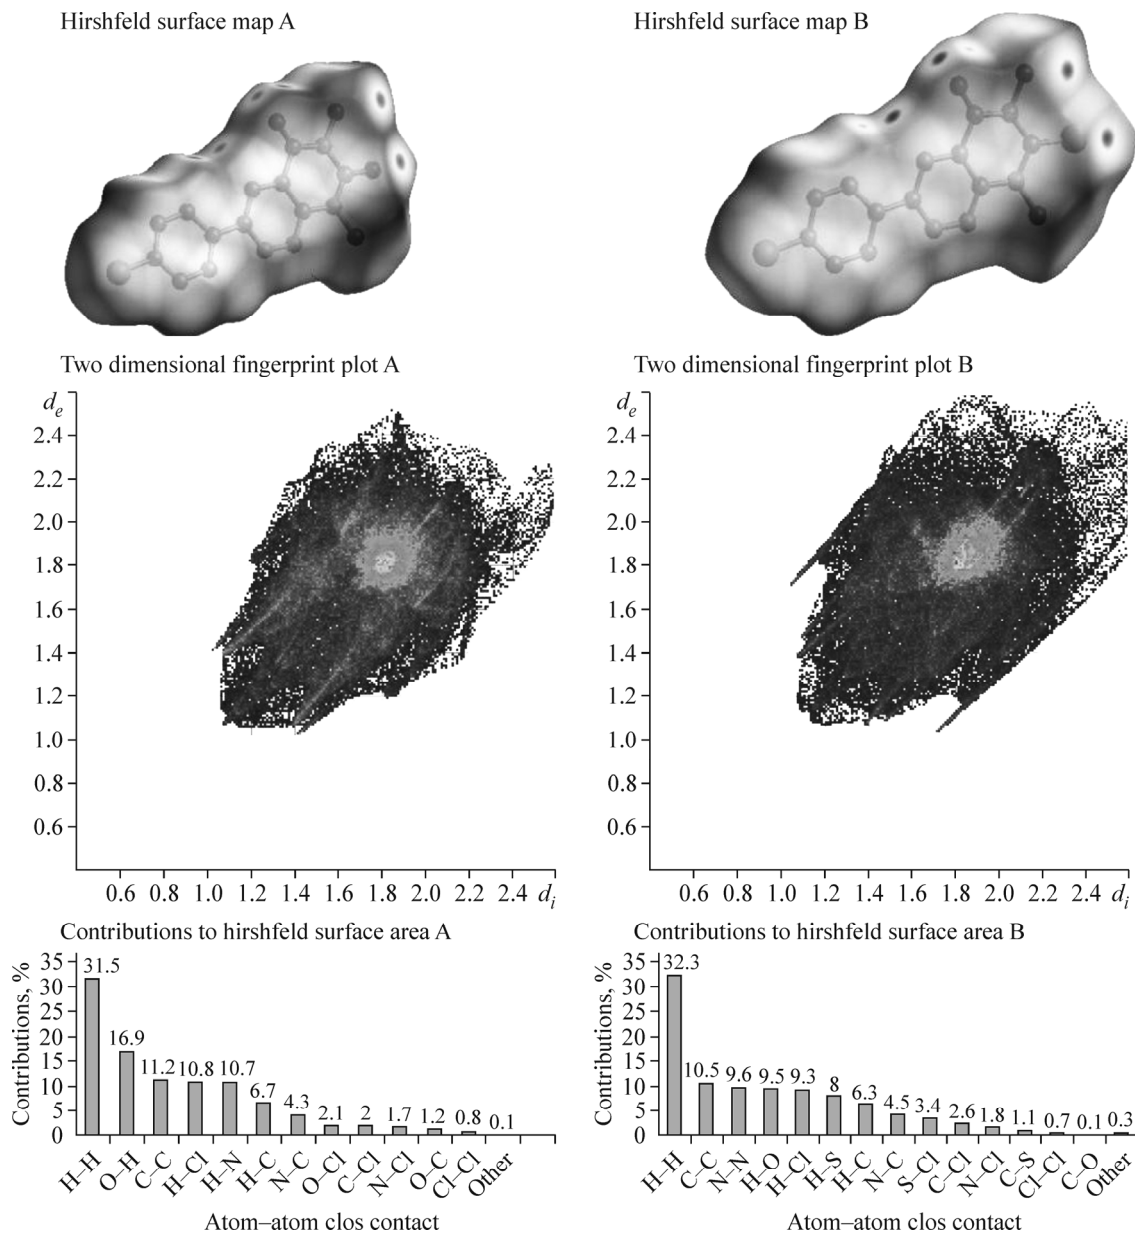 Hirshfeld surface map A
Hirshfeld surface map B
Two dimensional fingerprint plot A
Two dimensional fingerprint plot B
de
2.4
2.2
2.0
1.8
1.6
1.4
1.2
1.0
0.8
0.6
0.6 0.8 1.0 1.2 1.4 1.6 1.8 2.0 2.2 2.4 di
de
2.4
2.2
2.0
1.8
1.6
1.4
1.2
1.0
0.8
0.6
0.6 0.8 1.0 1.2 1.4 1.6 1.8 2.0 2.2 2.4 di
Contributions to hirshfeld surface area A
Contributions, %
35
30
25
20
15
10
5
0
31.5 16.9 11.2 10.8 10.7 6.7 4.3 2.1 2 1.7 1.2 0.8 0.1
H–H O–H C–C H–Cl H–N H–C N–C O–Cl C–Cl N–Cl O–C Cl–Cl Other
Atom–atom clos contact
Contributions to hirshfeld surface area B
Contributions, %
35
30
25
20
15
10
5
0
32.3 10.5 9.6 9.5 9.3 8 6.3 4.5 3.4 2.6 1.8 1.1 0.7 0.1 0.3
H–H C–C N–N H–O H–Cl H–S H–C N–C S–Cl C–Cl N–Cl C–S Cl–Cl C–O Other
Atom–atom clos contact